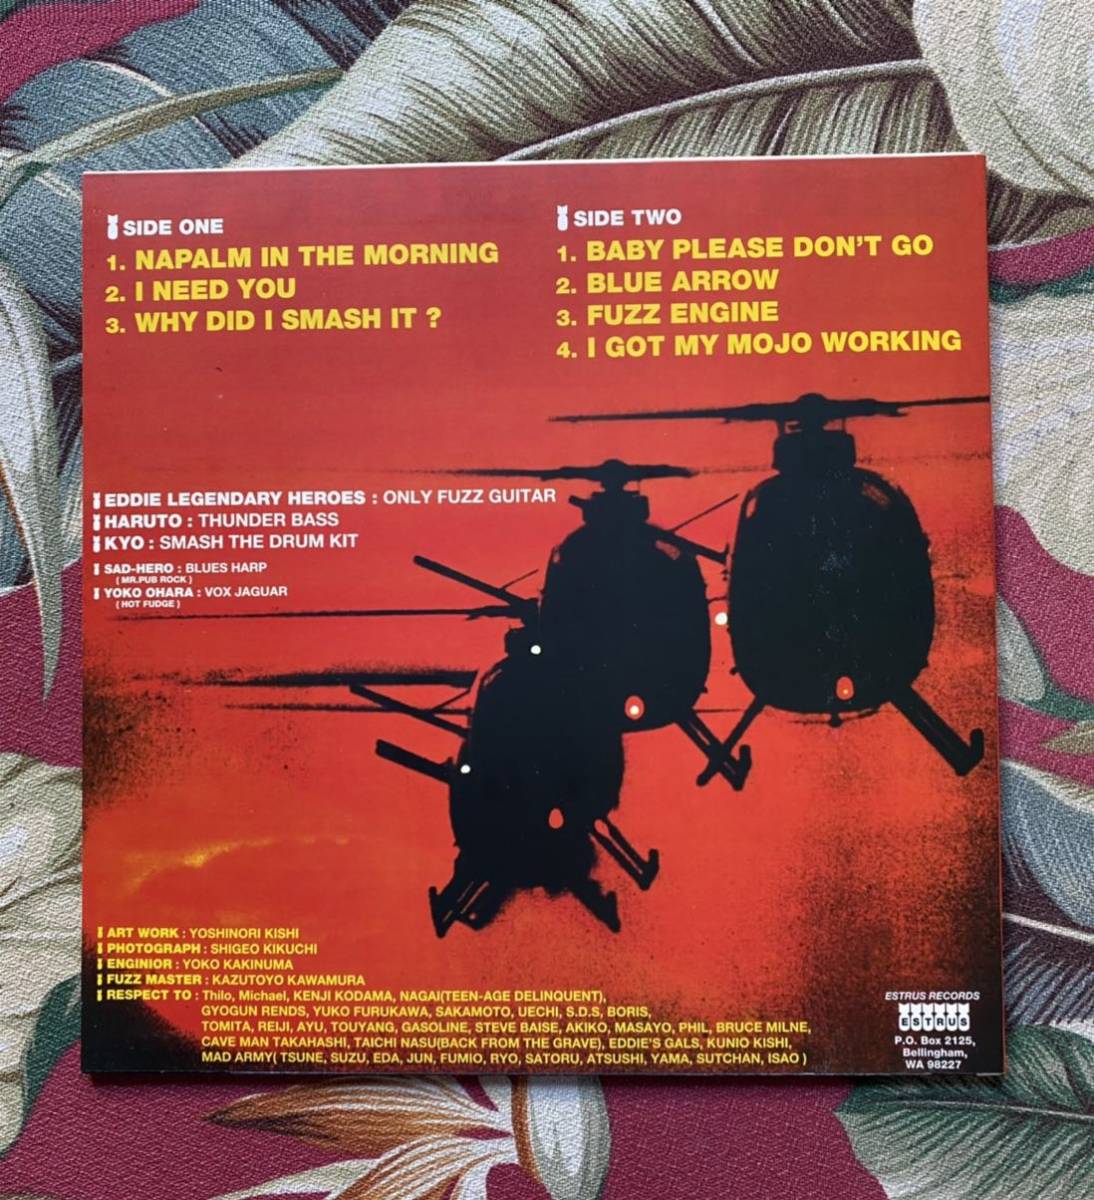 SIDE ONE
1. NAPALM IN THE MORNING
2. I NEED YOU
3. WHY DID I SMASH IT ?
SIDE TWO
1. BABY PLEASE DON'T GO
2. BLUE ARROW
3. FUZZ ENGINE
4. I GOT MY MOJO WORKING
EDDIE LEGENDARY HEROES : ONLY FUZZ GUITAR
HARUTO : THUNDER BASS
KYO : SMASH THE DRUM KIT
SAD-HERO : BLUES HARP
( MR.PUB ROCK )
YOKO OHARA : VOX JAGUAR
( HOT FUDGE )
ART WORK : YOSHINORI KISHI
PHOTOGRAPH : SHIGEO KIKUCHI
ENGINIOR : YOKO KAKINUMA
FUZZ MASTER : KAZUTOYO KAWAMURA
RESPECT TO : Thilo, Michael, KENJI KODAMA, NAGAI(TEEN-AGE DELINQUENT),
GYOGUN RENDS, YUKO FURUKAWA, SAKAMOTO, UECHI, S.D.S, BORIS,
TOMITA, REIJI, AYU, TOUYANG, GASOLINE, STEVE BAISE, AKIKO, MASAYO, PHIL, BRUCE MILNE,
CAVE MAN TAKAHASHI, TAICHI NASU(BACK FROM THE GRAVE), EDDIE'S GALS, KUNIO KISHI,
MAD ARMY( TSUNE, SUZU, EDA, JUN, FUMIO, RYO, SATORU, ATSUSHI, YAMA, SUTCHAN, ISAO )
ESTRUS RECORDS
ESTRUS
P.O. Box 2125,
Bellingham,
WA 98227